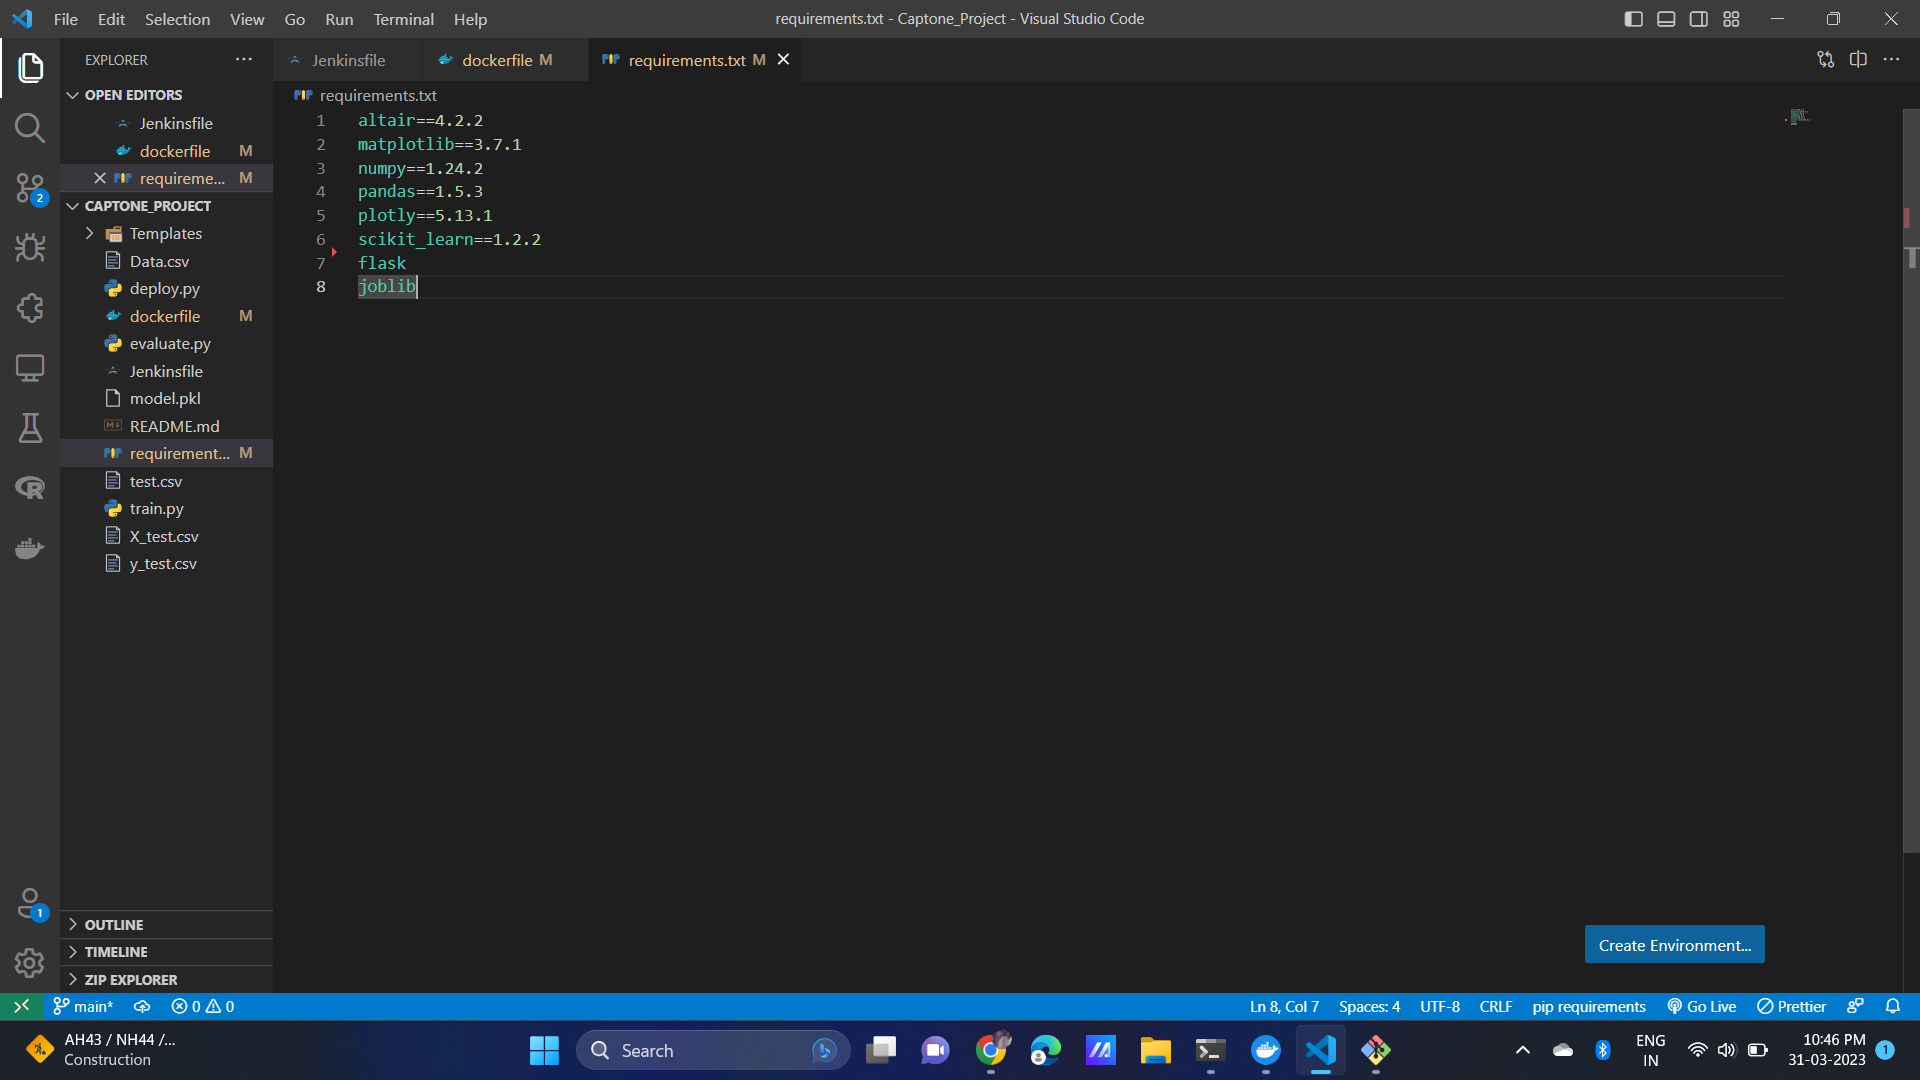 File Edit Selection View Go Run Terminal Help
requirements.txt - Captone_Project - Visual Studio Code
EXPLORER
Jenkinsfile
dockerfile M
requirements.txt M
OPEN EDITORS
Jenkinsfile
dockerfile M
requireme... M
CAPTONE_PROJECT
Templates
Data.csv
deploy.py
dockerfile M
evaluate.py
Jenkinsfile
model.pkl
README.md
requirement... M
test.csv
train.py
X_test.csv
y_test.csv
OUTLINE
TIMELINE
ZIP EXPLORER
2
1
requirements.txt
1 altair==4.2.2
2 matplotlib==3.7.1
3 numpy==1.24.2
4 pandas==1.5.3
5 plotly==5.13.1
6 scikit_learn==1.2.2
7 flask
8 joblib
Create Environment...
main* 0 0
Ln 8, Col 7 Spaces: 4 UTF-8 CRLF pip requirements Go Live Prettier
AH43 / NH44 /...
Construction
Search
ENG
IN
10:46 PM
31-03-2023
1